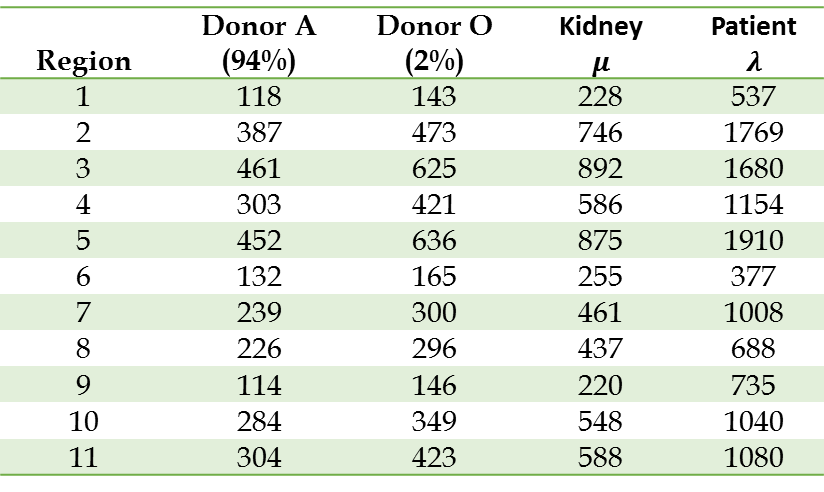 Region Donor A (94%) Donor O (2%) Kidney μ Patient λ
1 118 143 228 537
2 387 473 746 1769
3 461 625 892 1680
4 303 421 586 1154
5 452 636 875 1910
6 132 165 255 377
7 239 300 461 1008
8 226 296 437 688
9 114 146 220 735
10 284 349 548 1040
11 304 423 588 1080